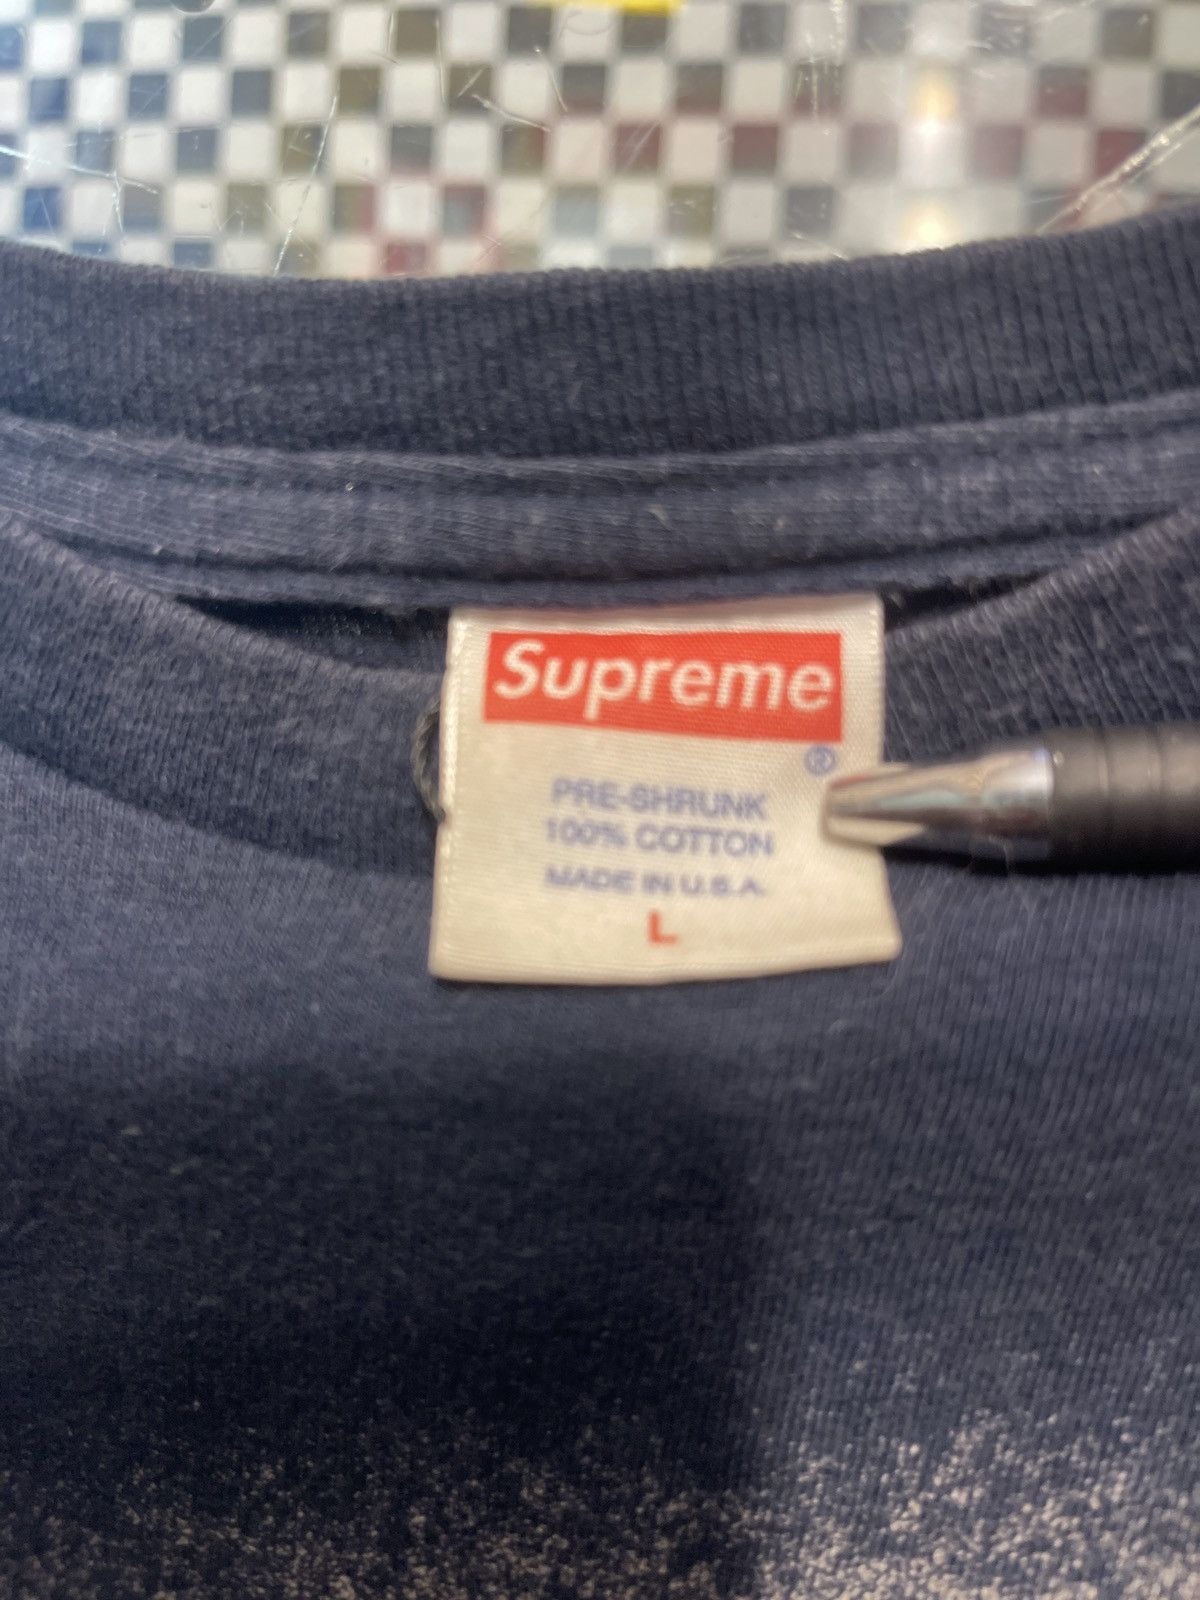 Supreme
®
PRE-SHRUNK
100% COTTON
MADE IN U.S.A.
L